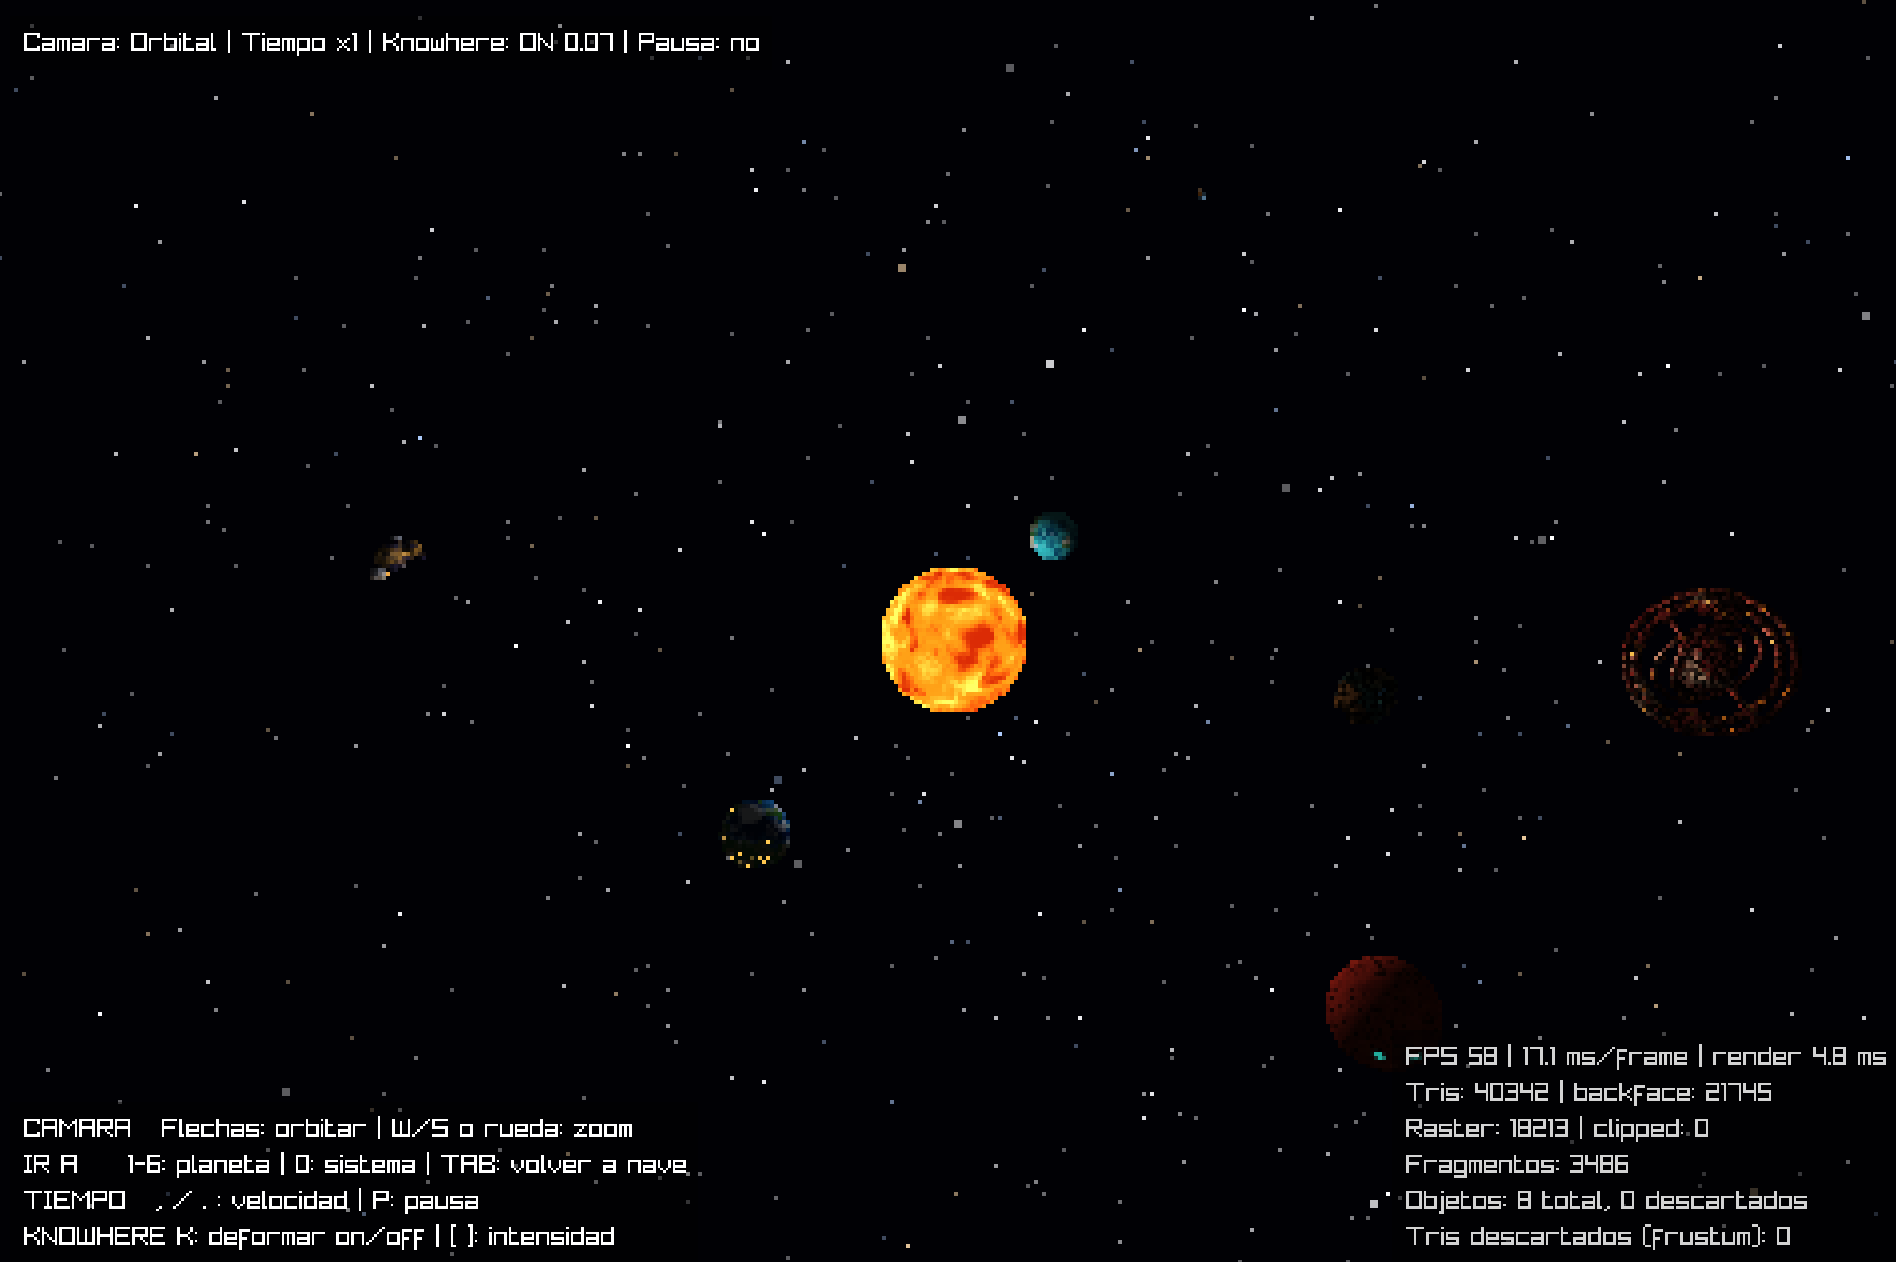 Camara: Orbital | Tiempo x1 | Knowhere: ON 0.07 | Pausa: no
FPS 58 | 17.1 ms/frame | render 4.8 ms
Tris: 40342 | backface: 21745
Raster: 18213 | clipped: 0
Fragmentos: 3486
Objetos: 8 total, 0 descartados
Tris descartados (frustum): 0
CAMARA Flechas: orbitar | W/S o rueda: zoom
IR A 1-6: planeta | 0: sistema | TAB: volver a nave
TIEMPO , / . : velocidad | P: pausa
KNOWHERE K: deformar on/off | [ ]: intensidad